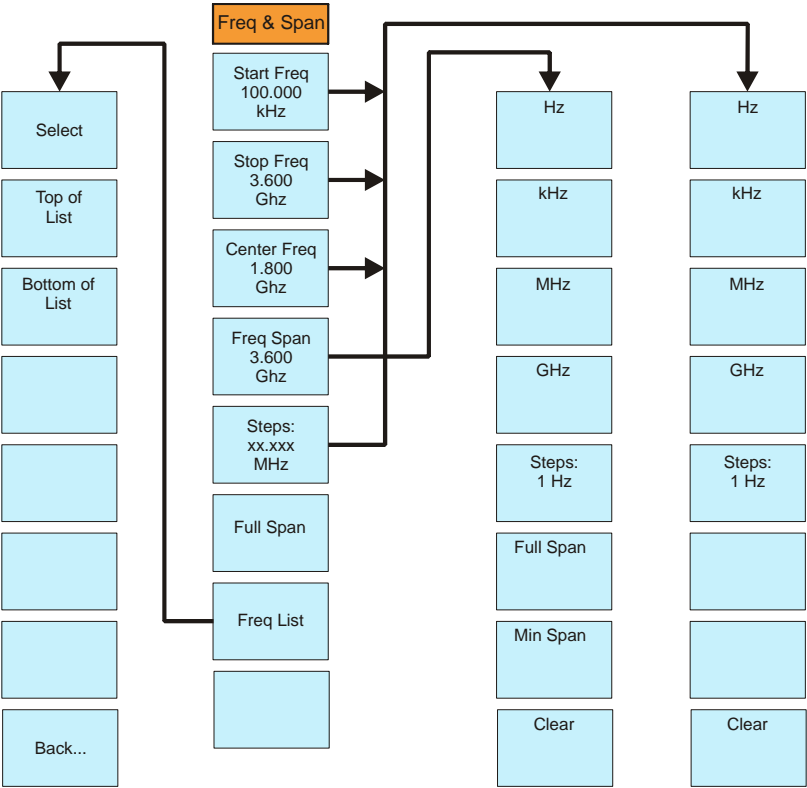 Freq & Span
Select
Top of
List
Bottom of
List
Back...
Start Freq
100.000
kHz
Stop Freq
3.600
Ghz
Center Freq
1.800
Ghz
Freq Span
3.600
Ghz
Steps:
xx.xxx
MHz
Full Span
Freq List
Hz
kHz
MHz
GHz
Steps:
1 Hz
Full Span
Min Span
Clear
Hz
kHz
MHz
GHz
Steps:
1 Hz
Clear